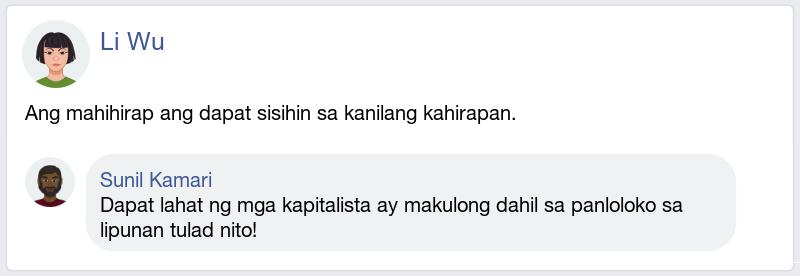 Li Wu
Ang mahihirap ang dapat sisihin sa kanilang kahirapan.
Sunil Kamari
Dapat lahat ng mga kapitalista ay makulong dahil sa panloloko sa
lipunan tulad nito!